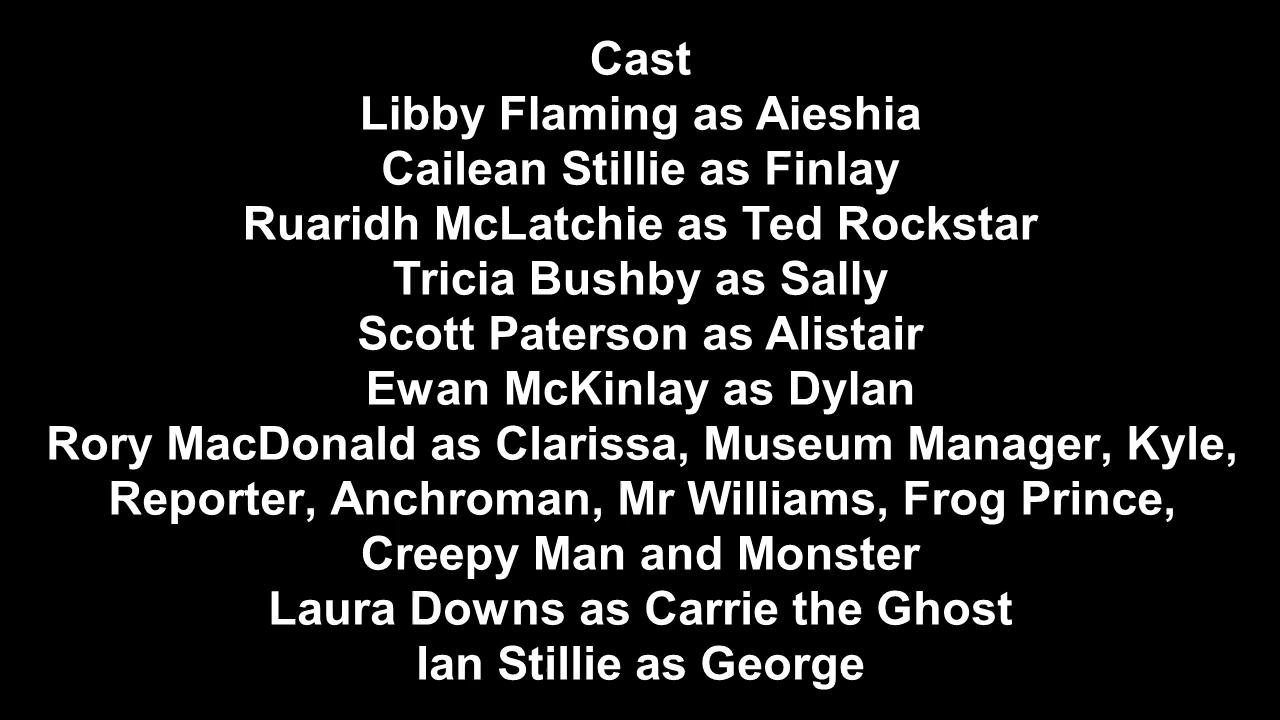 Cast
Libby Flaming as Aieshia
Cailean Stillie as Finlay
Ruaridh McLatchie as Ted Rockstar
Tricia Bushby as Sally
Scott Paterson as Alistair
Ewan McKinlay as Dylan
Rory MacDonald as Clarissa, Museum Manager, Kyle,
Reporter, Anchroman, Mr Williams, Frog Prince,
Creepy Man and Monster
Laura Downs as Carrie the Ghost
Ian Stillie as George